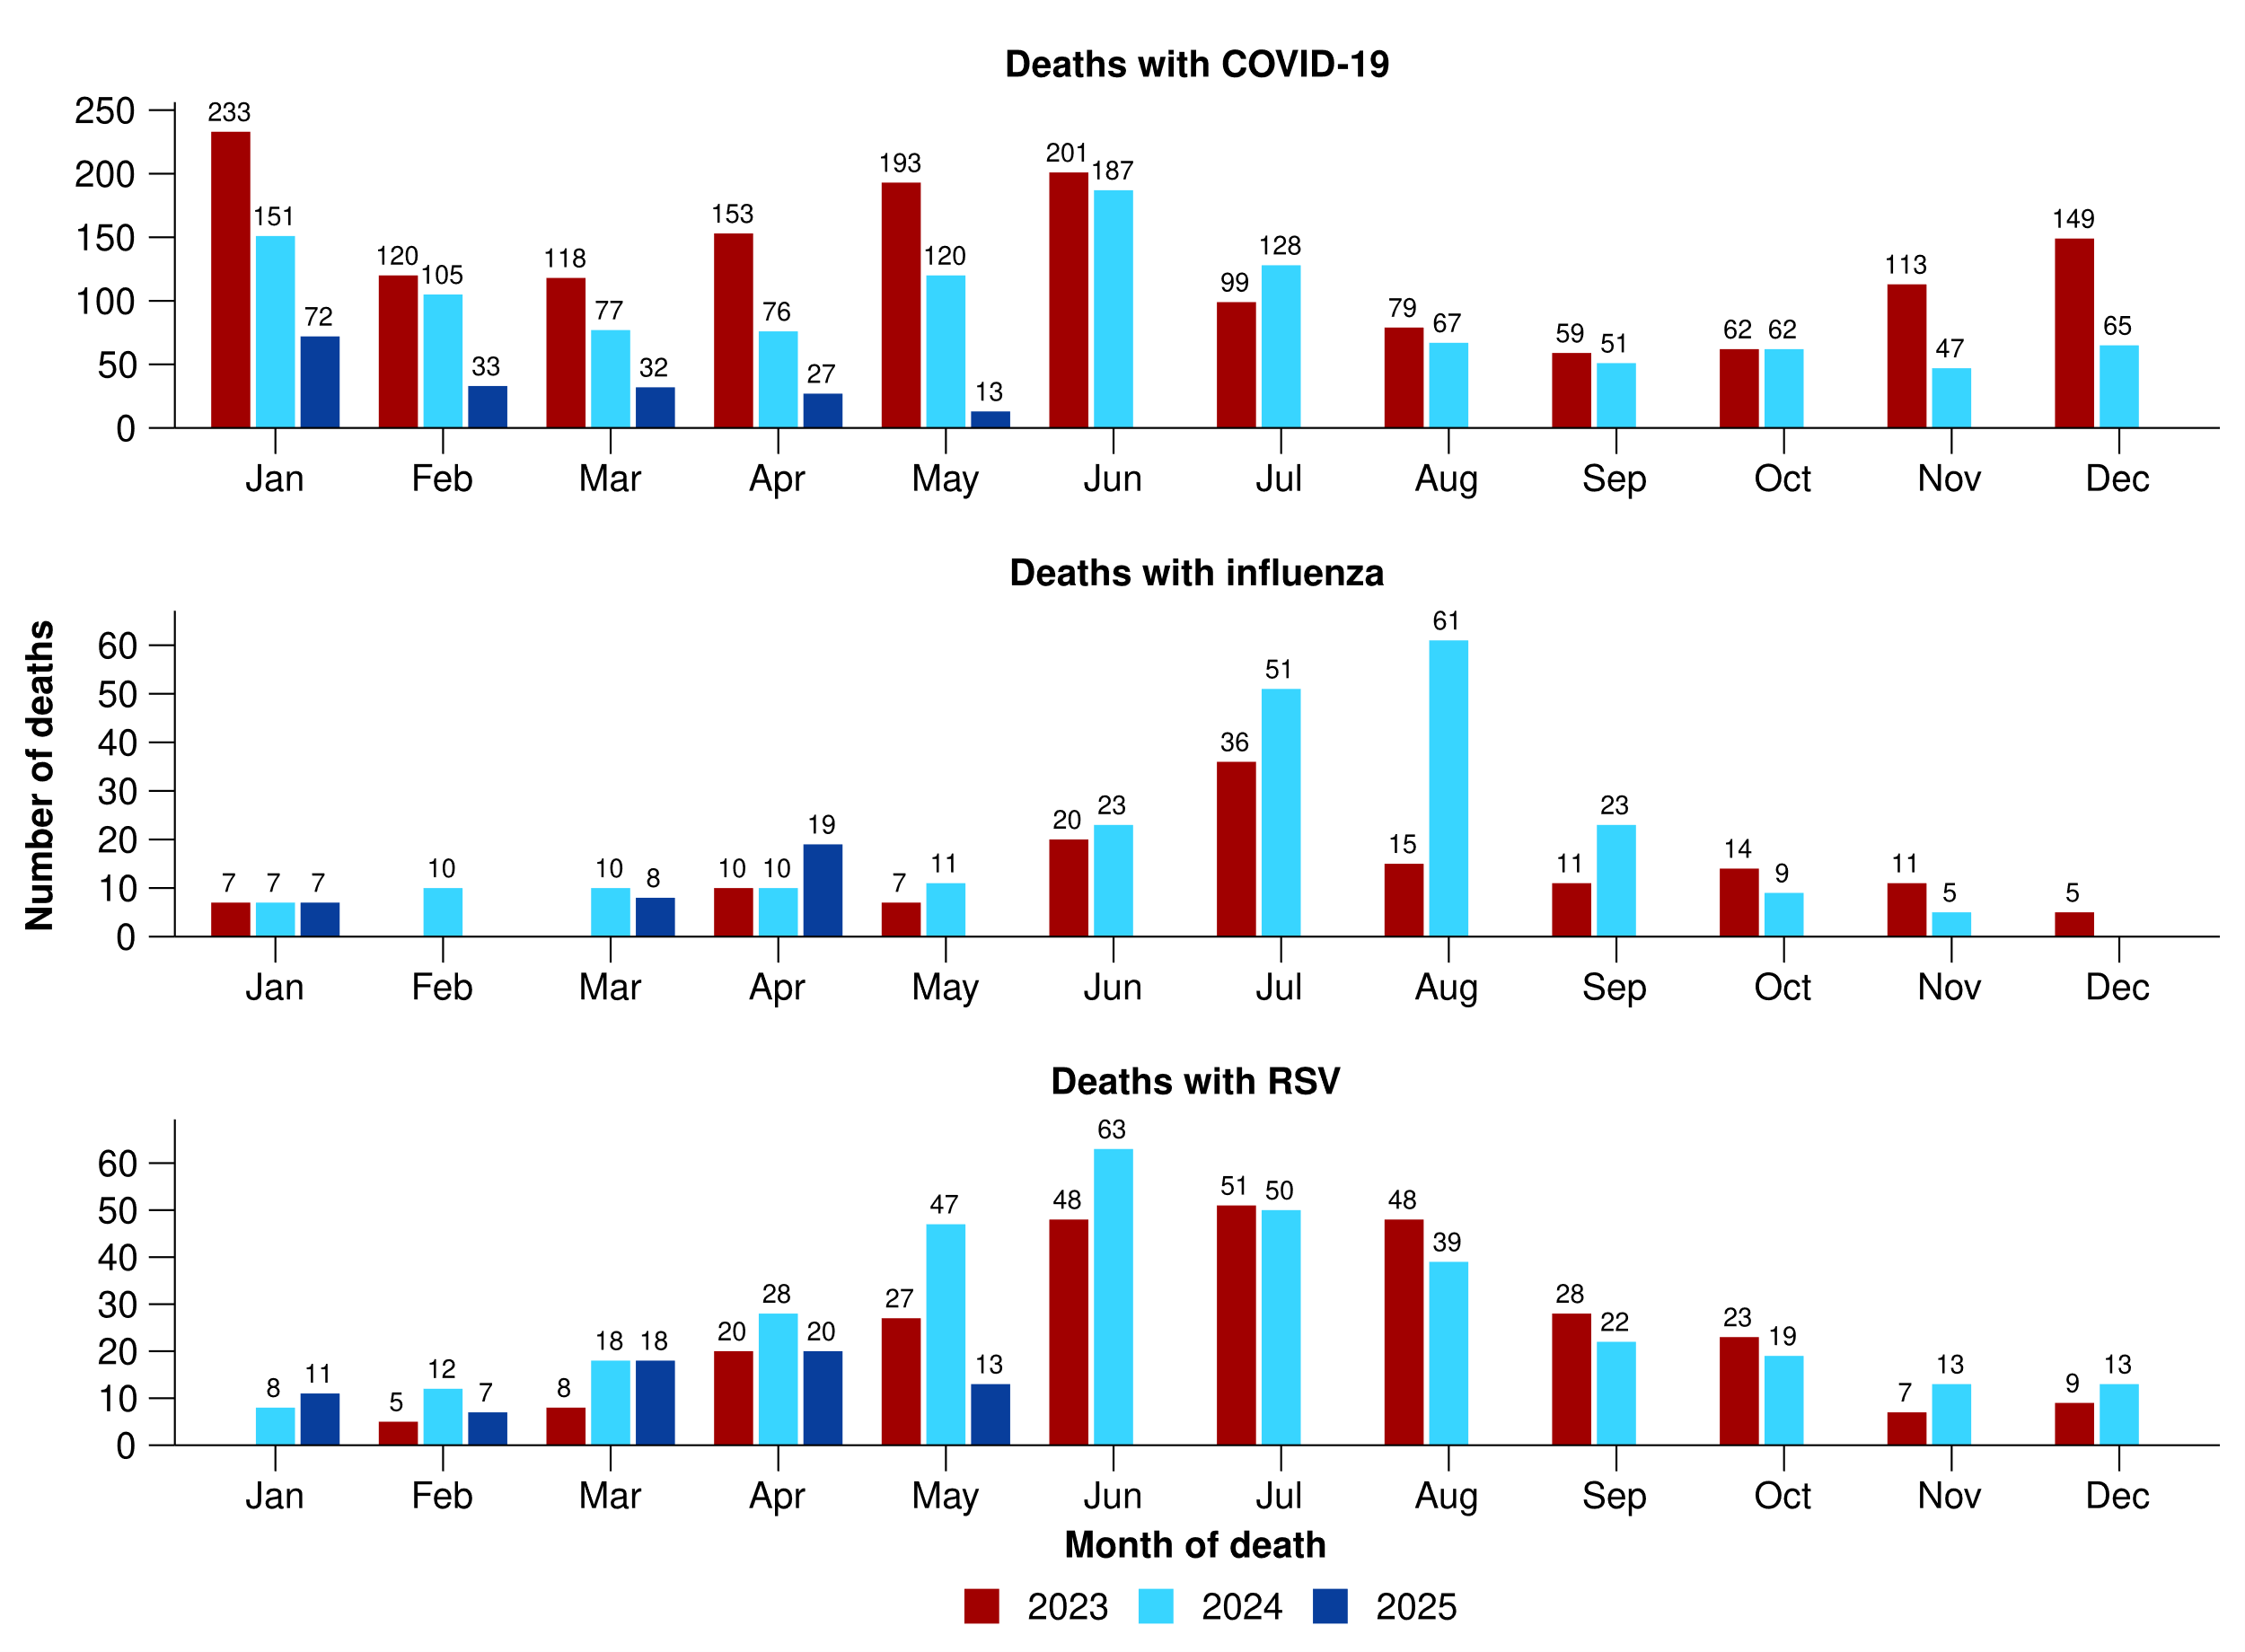 Deaths with COVID-19
250
200
150
100
50
0
233 151 72
120 105 33
118 77 32
153 76 27
193 120 13
201 187
99 128
79 67
59 51
62 62
113 47
149 65
Jan Feb Mar Apr May Jun Jul Aug Sep Oct Nov Dec
Deaths with influenza
Number of deaths
60
50
40
30
20
10
0
7 7 7
10
10 8
10 10 19
7 11
20 23
36 51
15 61
11 23
14 9
11 5
5
Jan Feb Mar Apr May Jun Jul Aug Sep Oct Nov Dec
Deaths with RSV
60
50
40
30
20
10
0
8 11
5 12 7
8 18 18
20 28 20
27 47 13
48 63
51 50
48 39
28 22
23 19
7 13
9 13
Jan Feb Mar Apr May Jun Jul Aug Sep Oct Nov Dec
Month of death
2023 2024 2025